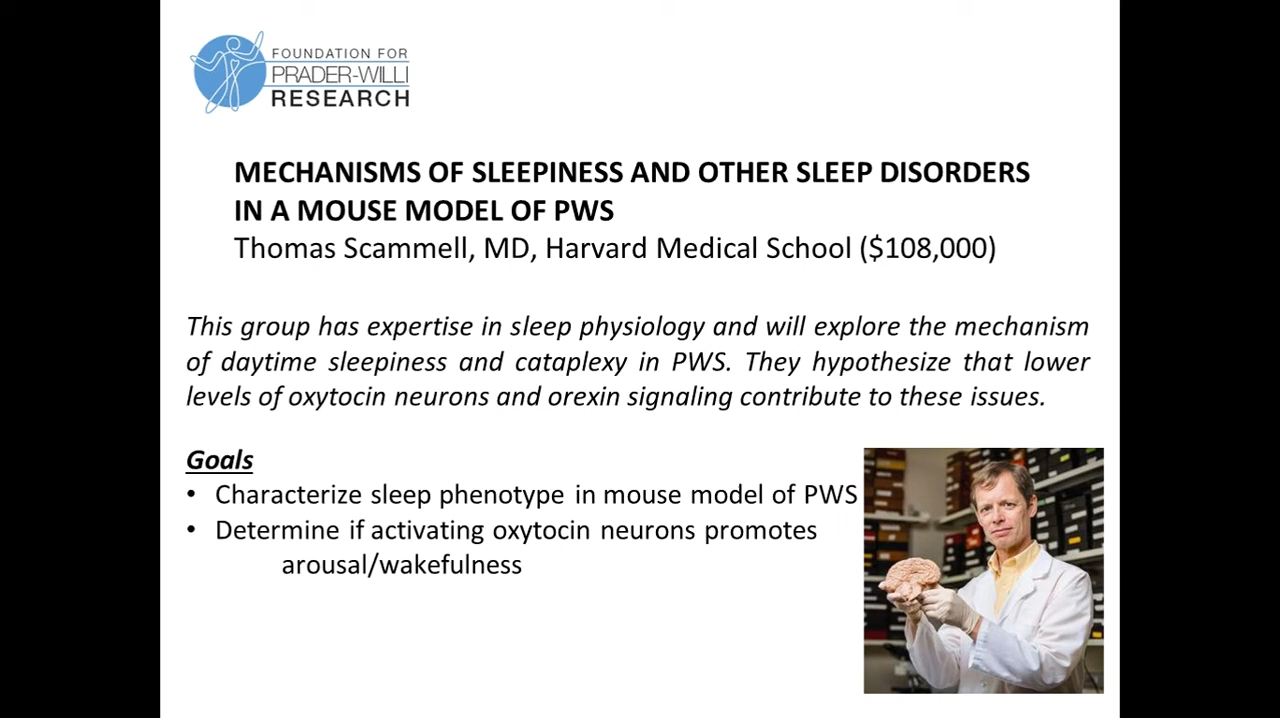 FOUNDATION FOR
PRADER-WILLI
RESEARCH
MECHANISMS OF SLEEPINESS AND OTHER SLEEP DISORDERS
IN A MOUSE MODEL OF PWS
Thomas Scammell, MD, Harvard Medical School ($108,000)
This group has expertise in sleep physiology and will explore the mechanism
of daytime sleepiness and cataplexy in PWS. They hypothesize that lower
levels of oxytocin neurons and orexin signaling contribute to these issues.
Goals
• Characterize sleep phenotype in mouse model of PWS
• Determine if activating oxytocin neurons promotes
arousal/wakefulness